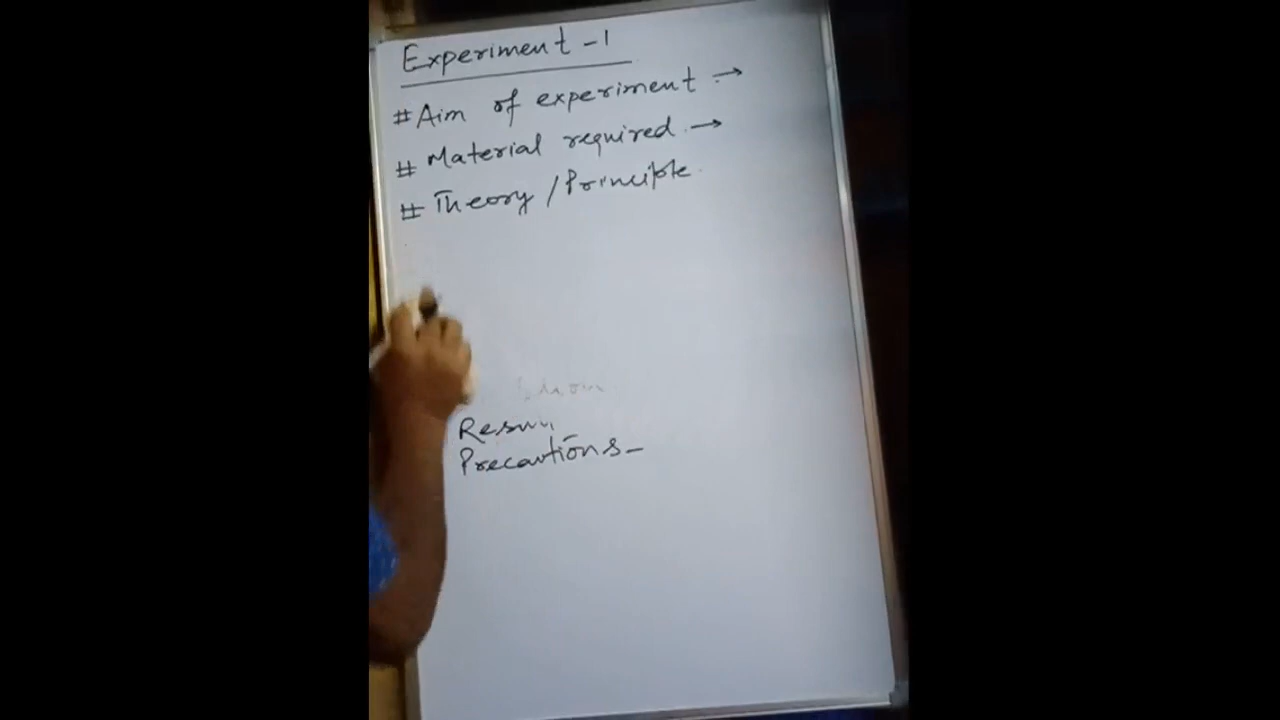 Experiment -1
# Aim of experiment :→
# Material required :→
# Theory / Principle
Precautions -